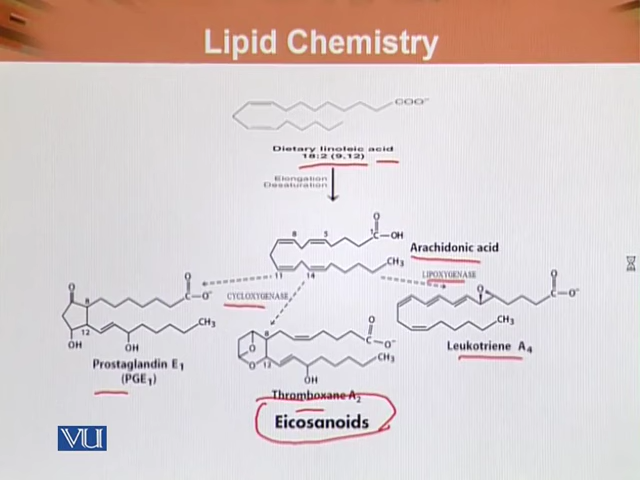 Lipid Chemistry
COO⁻
Dietary linoleic acid
18:2 (9,12)
Elongation
Desaturation
O
8 5 1 C—OH
Arachidonic acid
CH₃
11 14
LIPOXYGENASE
CYCLOXYGENASE
O O C—O⁻
8
12
CH₃
OH OH
Prostaglandin E₁
(PGE₁)
O C—O⁻
8
O
O 12
CH₃
OH
Thromboxane A₂
O O C—O⁻
CH₃
Leukotriene A₄
Eicosanoids
VU